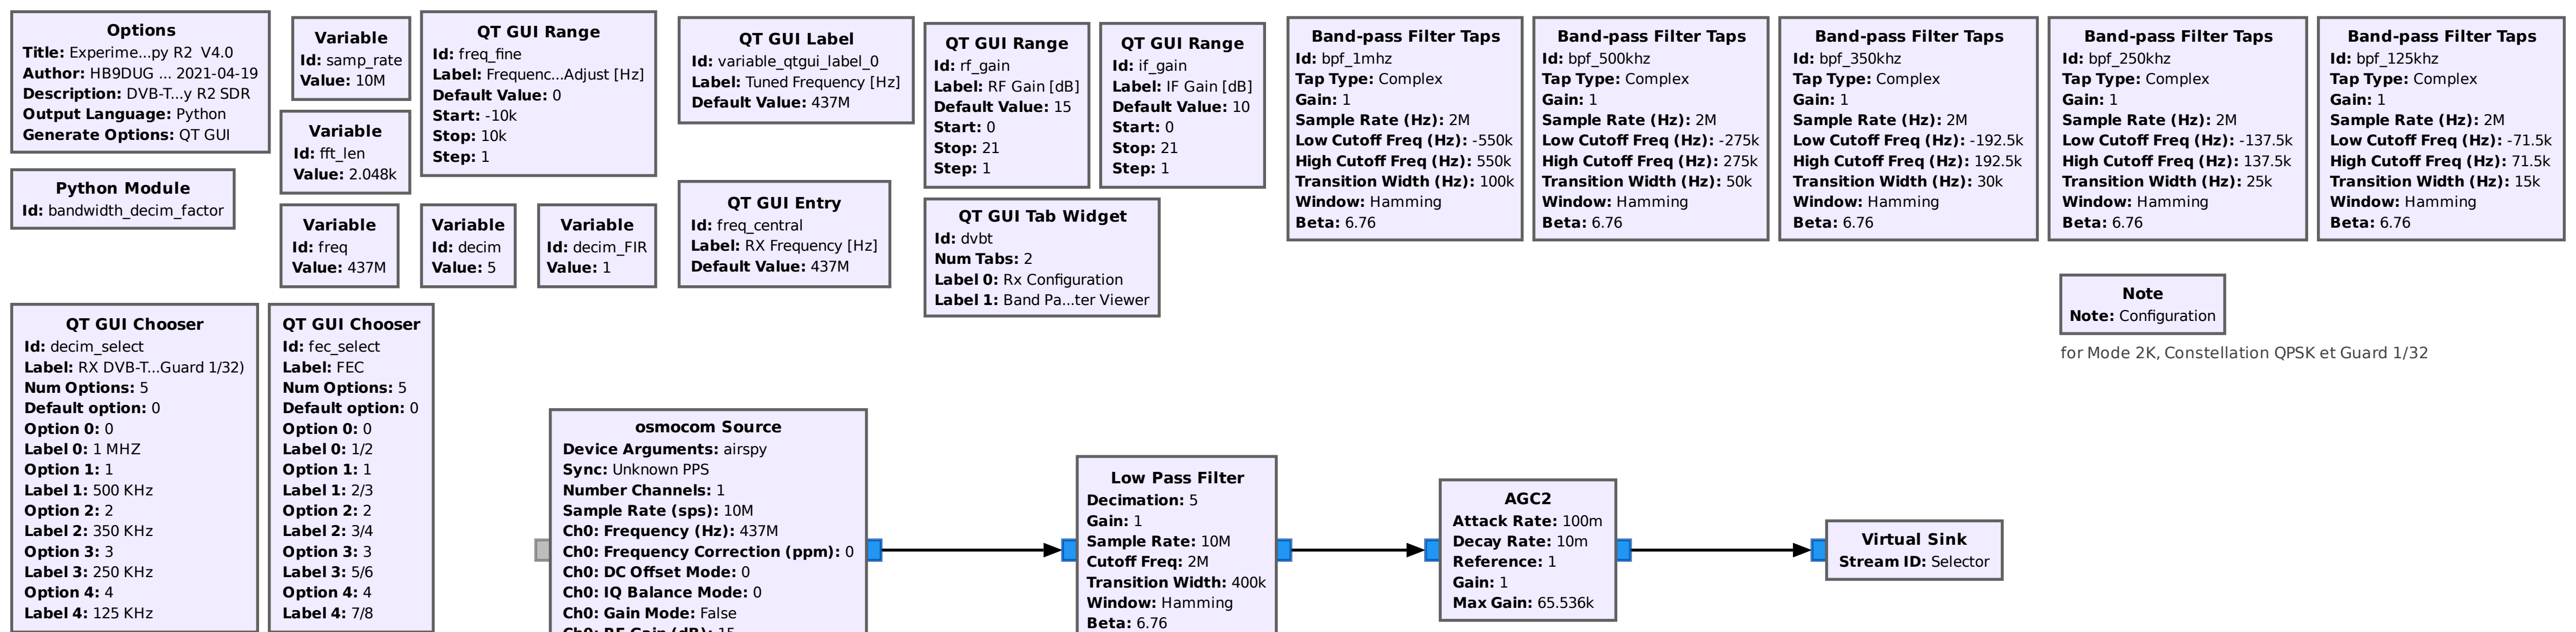 Options
Title: Experime...py R2 V4.0
Author: HB9DUG ... 2021-04-19
Description: DVB-T...y R2 SDR
Output Language: Python
Generate Options: QT GUI
Python Module
Id: bandwidth_decim_factor
Variable
Id: samp_rate
Value: 10M
Variable
Id: fft_len
Value: 2.048k
Variable
Id: freq
Value: 437M
QT GUI Range
Id: freq_fine
Label: Frequenc...Adjust [Hz]
Default Value: 0
Start: -10k
Stop: 10k
Step: 1
Variable
Id: decim
Value: 5
Variable
Id: decim_FIR
Value: 1
QT GUI Label
Id: variable_qtgui_label_0
Label: Tuned Frequency [Hz]
Default Value: 437M
QT GUI Entry
Id: freq_central
Label: RX Frequency [Hz]
Default Value: 437M
QT GUI Range
Id: rf_gain
Label: RF Gain [dB]
Default Value: 15
Start: 0
Stop: 21
Step: 1
QT GUI Range
Id: if_gain
Label: IF Gain [dB]
Default Value: 10
Start: 0
Stop: 21
Step: 1
QT GUI Tab Widget
Id: dvbt
Num Tabs: 2
Label 0: Rx Configuration
Label 1: Band Pa...ter Viewer
Band-pass Filter Taps
Id: bpf_1mhz
Tap Type: Complex
Gain: 1
Sample Rate (Hz): 2M
Low Cutoff Freq (Hz): -550k
High Cutoff Freq (Hz): 550k
Transition Width (Hz): 100k
Window: Hamming
Beta: 6.76
Band-pass Filter Taps
Id: bpf_500khz
Tap Type: Complex
Gain: 1
Sample Rate (Hz): 2M
Low Cutoff Freq (Hz): -275k
High Cutoff Freq (Hz): 275k
Transition Width (Hz): 50k
Window: Hamming
Beta: 6.76
Band-pass Filter Taps
Id: bpf_350khz
Tap Type: Complex
Gain: 1
Sample Rate (Hz): 2M
Low Cutoff Freq (Hz): -192.5k
High Cutoff Freq (Hz): 192.5k
Transition Width (Hz): 30k
Window: Hamming
Beta: 6.76
Band-pass Filter Taps
Id: bpf_250khz
Tap Type: Complex
Gain: 1
Sample Rate (Hz): 2M
Low Cutoff Freq (Hz): -137.5k
High Cutoff Freq (Hz): 137.5k
Transition Width (Hz): 25k
Window: Hamming
Beta: 6.76
Band-pass Filter Taps
Id: bpf_125khz
Tap Type: Complex
Gain: 1
Sample Rate (Hz): 2M
Low Cutoff Freq (Hz): -71.5k
High Cutoff Freq (Hz): 71.5k
Transition Width (Hz): 15k
Window: Hamming
Beta: 6.76
Note
Note: Configuration
for Mode 2K, Constellation QPSK et Guard 1/32
QT GUI Chooser
Id: decim_select
Label: RX DVB-T...Guard 1/32)
Num Options: 5
Default option: 0
Option 0: 0
Label 0: 1 MHZ
Option 1: 1
Label 1: 500 KHz
Option 2: 2
Label 2: 350 KHz
Option 3: 3
Label 3: 250 KHz
Option 4: 4
Label 4: 125 KHz
QT GUI Chooser
Id: fec_select
Label: FEC
Num Options: 5
Default option: 0
Option 0: 0
Label 0: 1/2
Option 1: 1
Label 1: 2/3
Option 2: 2
Label 2: 3/4
Option 3: 3
Label 3: 5/6
Option 4: 4
Label 4: 7/8
osmocom Source
Device Arguments: airspy
Sync: Unknown PPS
Number Channels: 1
Sample Rate (sps): 10M
Ch0: Frequency (Hz): 437M
Ch0: Frequency Correction (ppm): 0
Ch0: DC Offset Mode: 0
Ch0: IQ Balance Mode: 0
Ch0: Gain Mode: False
Ch0: RF Gain (dB): 15
Low Pass Filter
Decimation: 5
Gain: 1
Sample Rate: 10M
Cutoff Freq: 2M
Transition Width: 400k
Window: Hamming
Beta: 6.76
AGC2
Attack Rate: 100m
Decay Rate: 10m
Reference: 1
Gain: 1
Max Gain: 65.536k
Virtual Sink
Stream ID: Selector